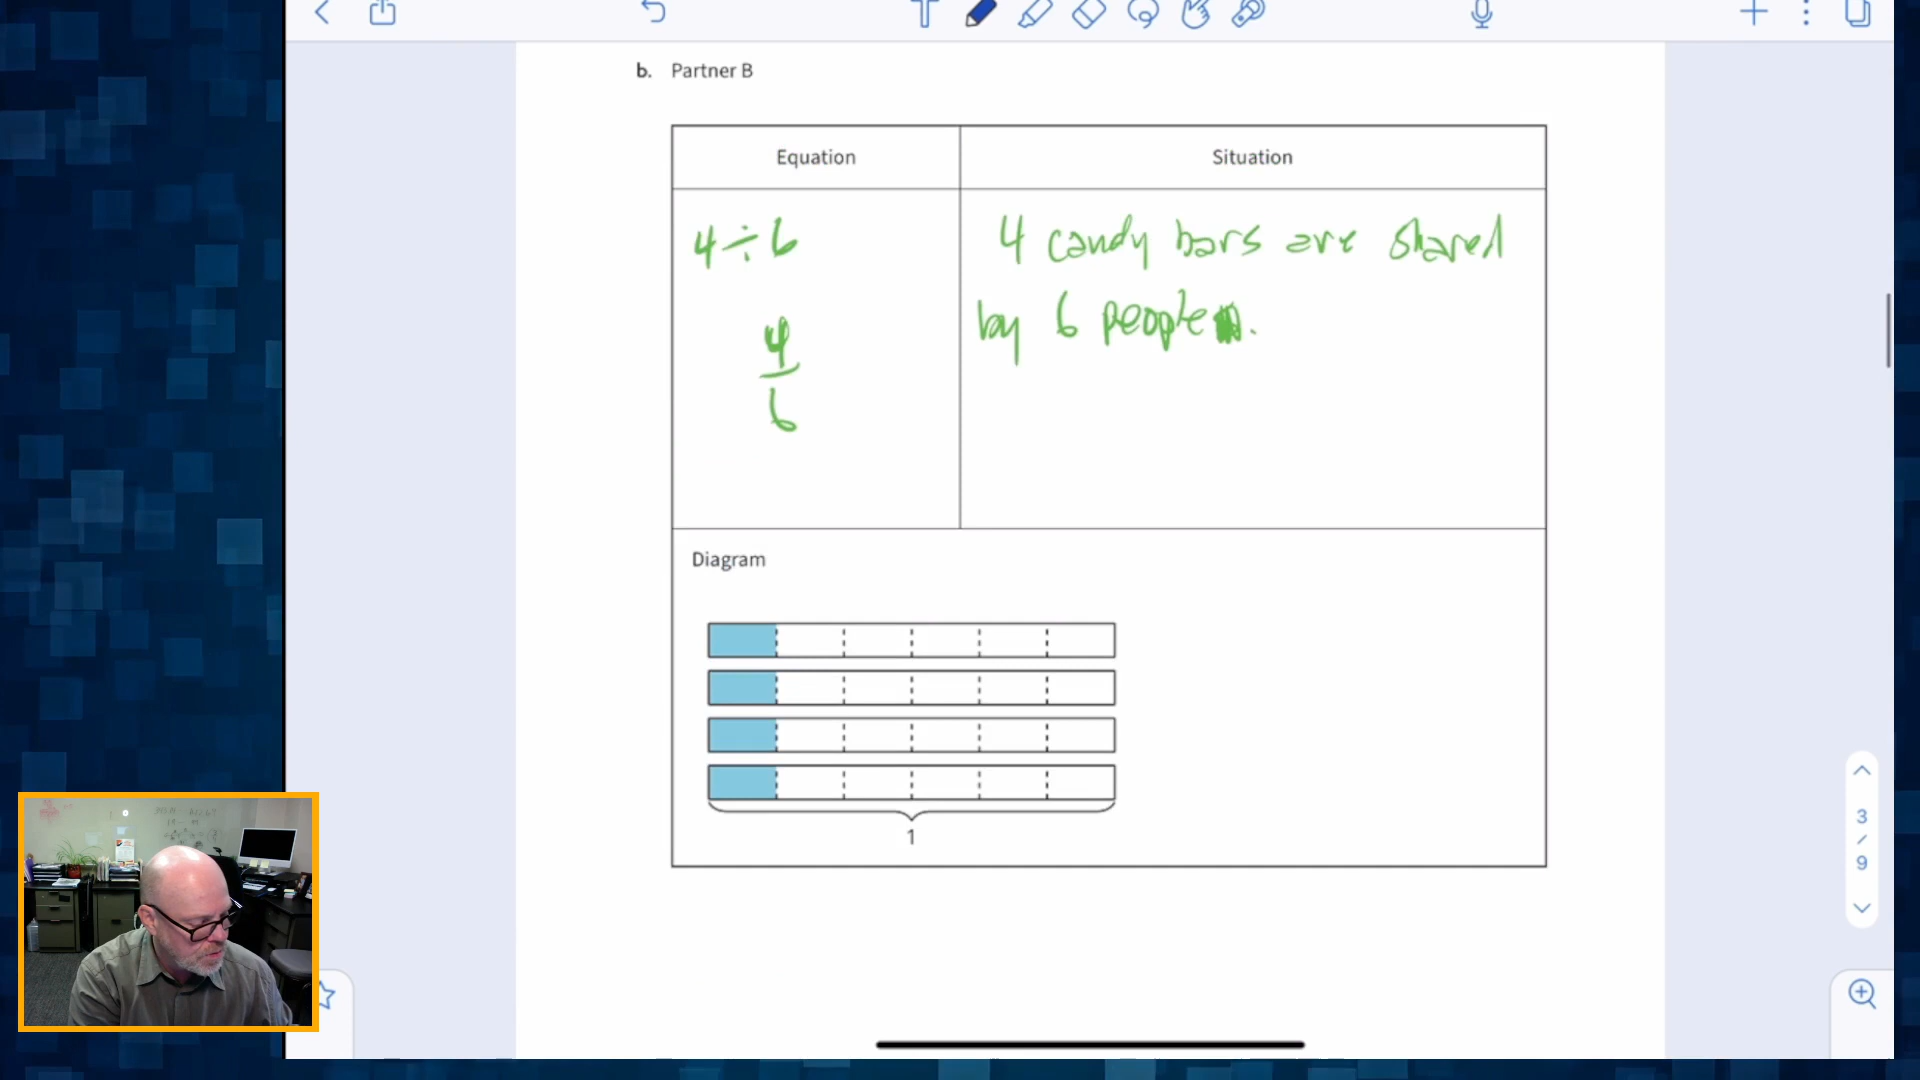 b. Partner B
Equation
Situation
4 ÷ 6
4 candy bars are shared
by 6 people.
4
6
Diagram
1
3
/
9